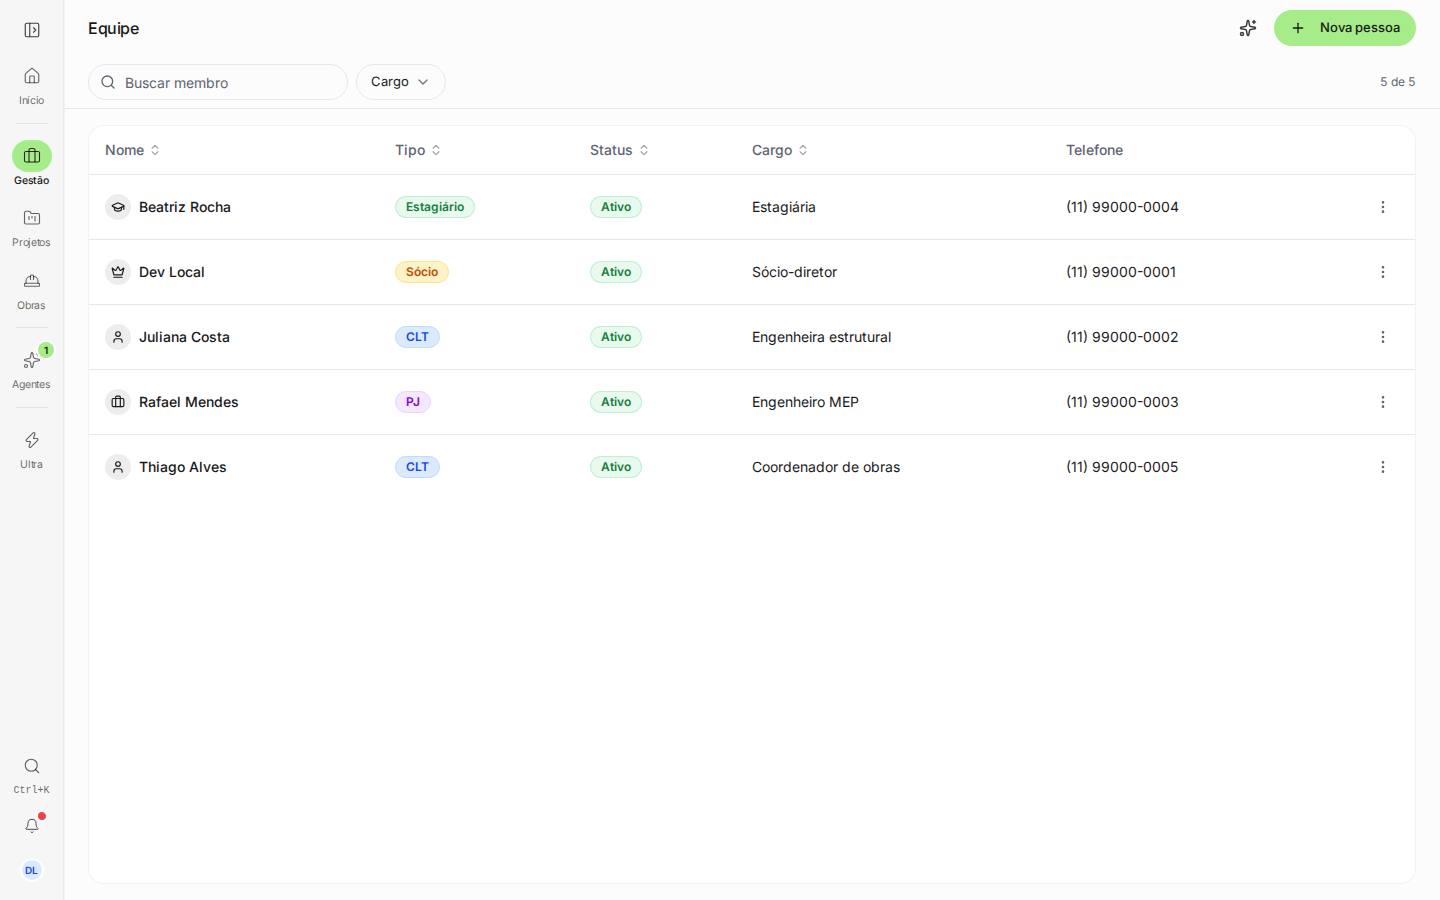 Equipe
Nova pessoa
Buscar membro
Cargo
5 de 5
Início
Gestão
Projetos
Obras
1
Agentes
Ultra
Ctrl+K
DL
Nome Tipo Status Cargo Telefone
Beatriz Rocha Estagiário Ativo Estagiária (11) 99000-0004
Dev Local Sócio Ativo Sócio-diretor (11) 99000-0001
Juliana Costa CLT Ativo Engenheira estrutural (11) 99000-0002
Rafael Mendes PJ Ativo Engenheiro MEP (11) 99000-0003
Thiago Alves CLT Ativo Coordenador de obras (11) 99000-0005